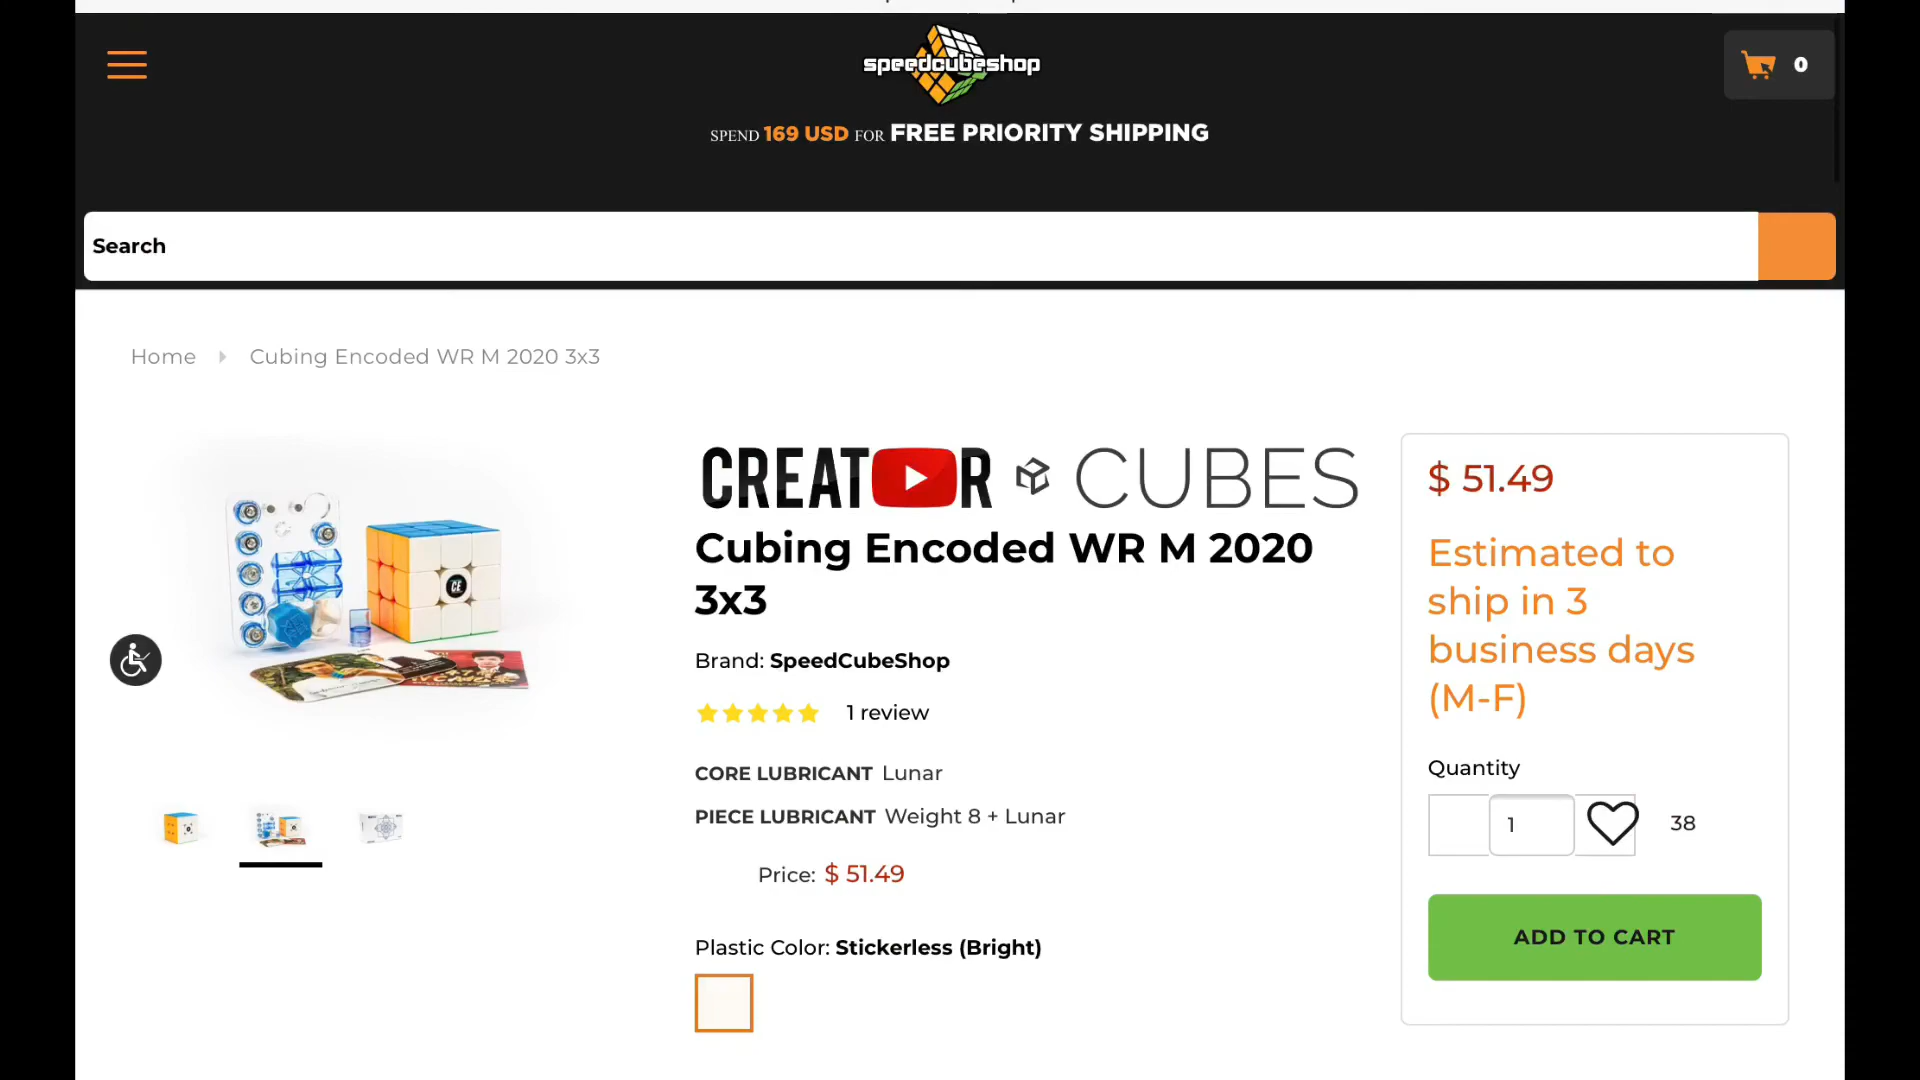 speedcubeshop
0
SPEND 169 USD FOR FREE PRIORITY SHIPPING
Search
Home Cubing Encoded WR M 2020 3x3
CREATOR CUBES
Cubing Encoded WR M 2020
3x3
Brand: SpeedCubeShop
1 review
CORE LUBRICANT Lunar
PIECE LUBRICANT Weight 8 + Lunar
Price: $ 51.49
Plastic Color: Stickerless (Bright)
$ 51.49
Estimated to
ship in 3
business days
(M-F)
Quantity
1
38
ADD TO CART
CE